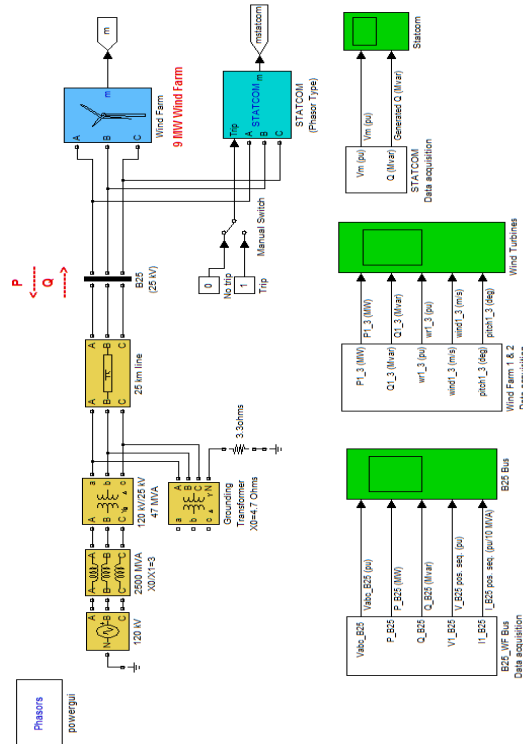 Phasors
powergui
N
A
B
C
120 kV
A
B
C
A
B
C
2500 MVA
X0/X1=3
A
B
C
a
b
c
120 kV/25 kV
47 MVA
a
b
c
A
B
C
N
Grounding
Transformer
X0=4.7 Ohms
3.3ohms
A
B
C
A
B
C
25 km line
P
Q
B25
(25 kV)
A
B
C
m
Wind Farm
9 MW Wind Farm
m
0
No trip
1
Trip
Manual Switch
Trip
A
B
C
STATCOM
m
STATCOM
(Phasor Type)
mstatcom
Vabc_B25
P_B25
Q_B25
V1_B25
I1_B25
B25_WF Bus
Data acquisition
Vabc_B25 (pu)
P_B25 (MW)
Q_B25 (Mvar)
V_B25 pos. seq. (pu)
I_B25 pos. seq. (pu/10 MVA)
B25 Bus
P1_3 (MW)
Q1_3 (Mvar)
wr1_3 (pu)
wind1_3 (m/s)
pitch1_3 (deg)
Wind Farm 1 & 2
Data acquisition
P1_3 (MW)
Q1_3 (Mvar)
wr1_3 (pu)
wind1_3 (m/s)
pitch1_3 (deg)
Wind Turbines
Vm (pu)
Q (Mvar)
STATCOM
Data acquisition
Vm (pu)
Generated Q (Mvar)
Statcom